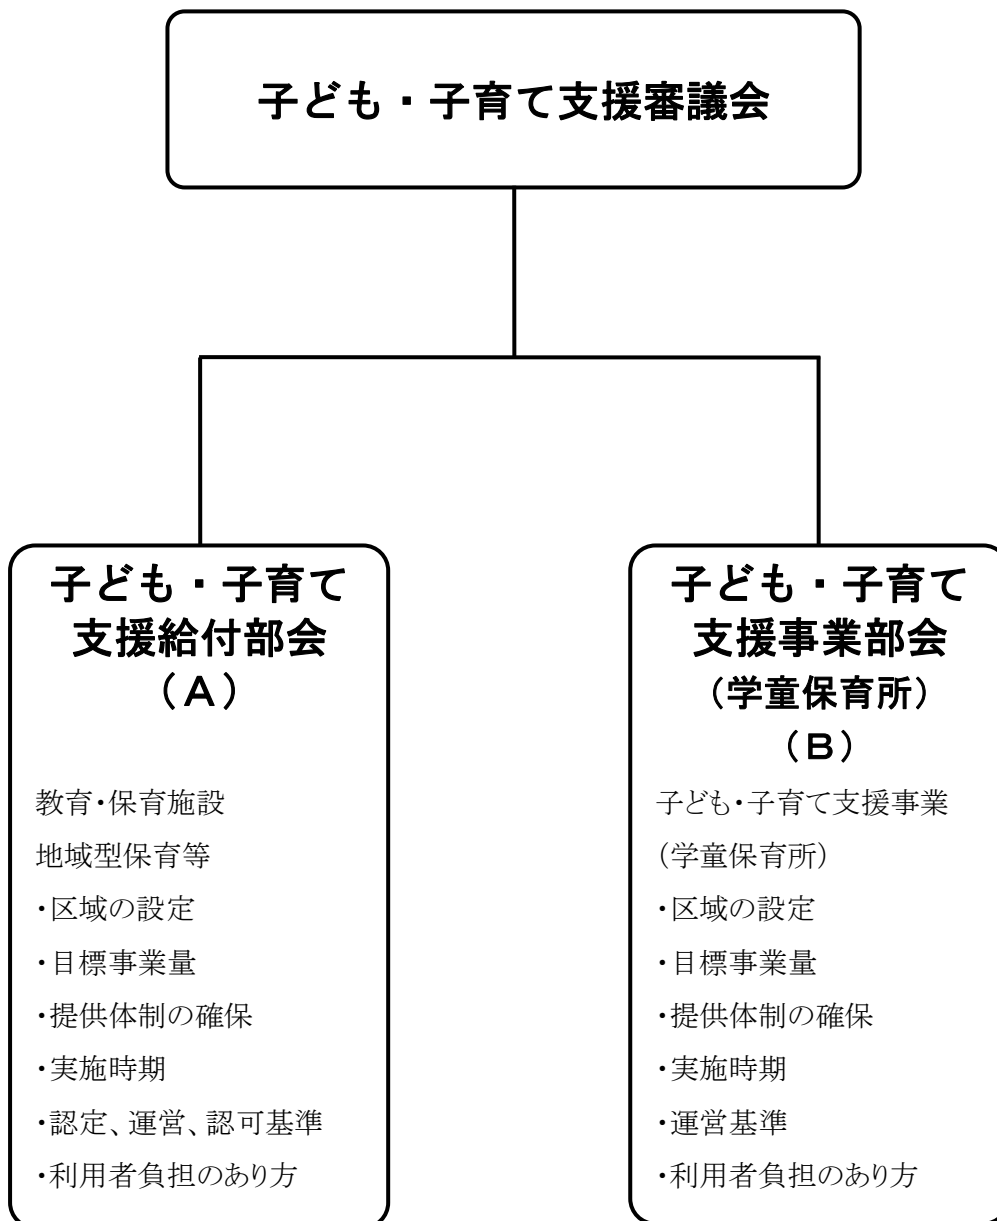 子ども・子育て支援審議会
子ども・子育て
支援給付部会
（Ａ）
教育・保育施設
地域型保育等
・区域の設定
・目標事業量
・提供体制の確保
・実施時期
・認定、運営、認可基準
・利用者負担のあり方
子ども・子育て
支援事業部会
（学童保育所）
（Ｂ）
子ども・子育て支援事業
（学童保育所）
・区域の設定
・目標事業量
・提供体制の確保
・実施時期
・運営基準
・利用者負担のあり方